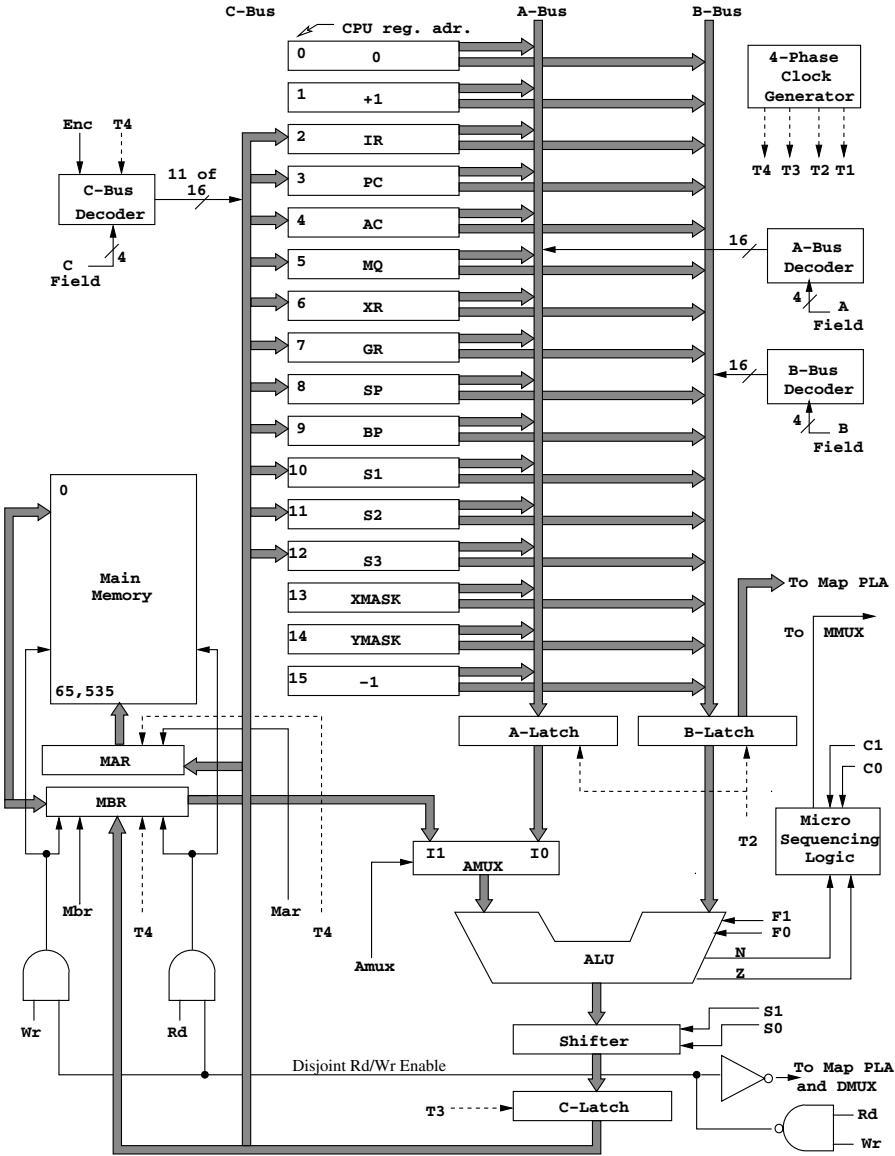 C-Bus
A-Bus
B-Bus
CPU reg. adr.
0 0
1 +1
2 IR
3 PC
4 AC
5 MQ
6 XR
7 GR
8 SP
9 BP
10 S1
11 S2
12 S3
13 XMASK
14 YMASK
15 -1
4-Phase
Clock
Generator
T4 T3 T2 T1
Enc T4
C-Bus
Decoder
11 of
16
4
C
Field
16
A-Bus
Decoder
4
A
Field
16
B-Bus
Decoder
4
B
Field
0
Main
Memory
65,535
To Map PLA
To MMUX
A-Latch
B-Latch
MAR
MBR
C1
C0
T2
Micro
Sequencing
Logic
I1 I0
AMUX
Mbr
T4
Mar
T4
Amux
F1
F0
ALU
N
Z
Wr
Rd
S1
S0
Shifter
Disjoint Rd/Wr Enable
To Map PLA
and DMUX
T3
C-Latch
Rd
Wr